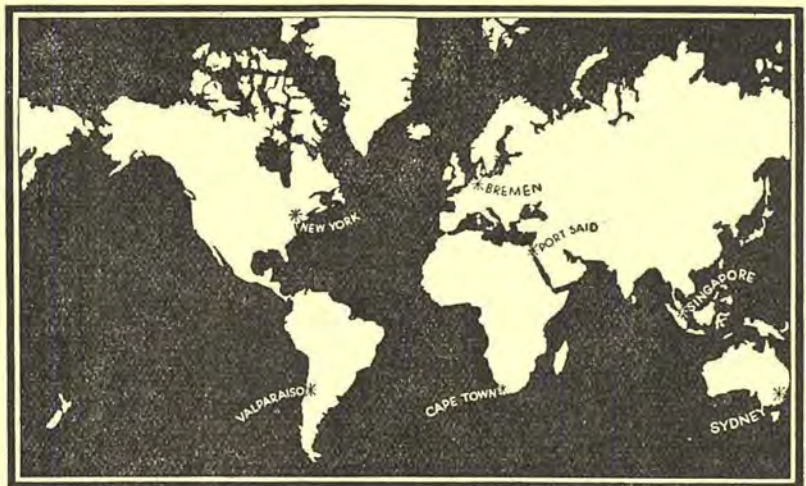 BREMEN
NEW YORK
PORT SAID
SINGAPORE
VALPARAISO
CAPE TOWN
SYDNEY